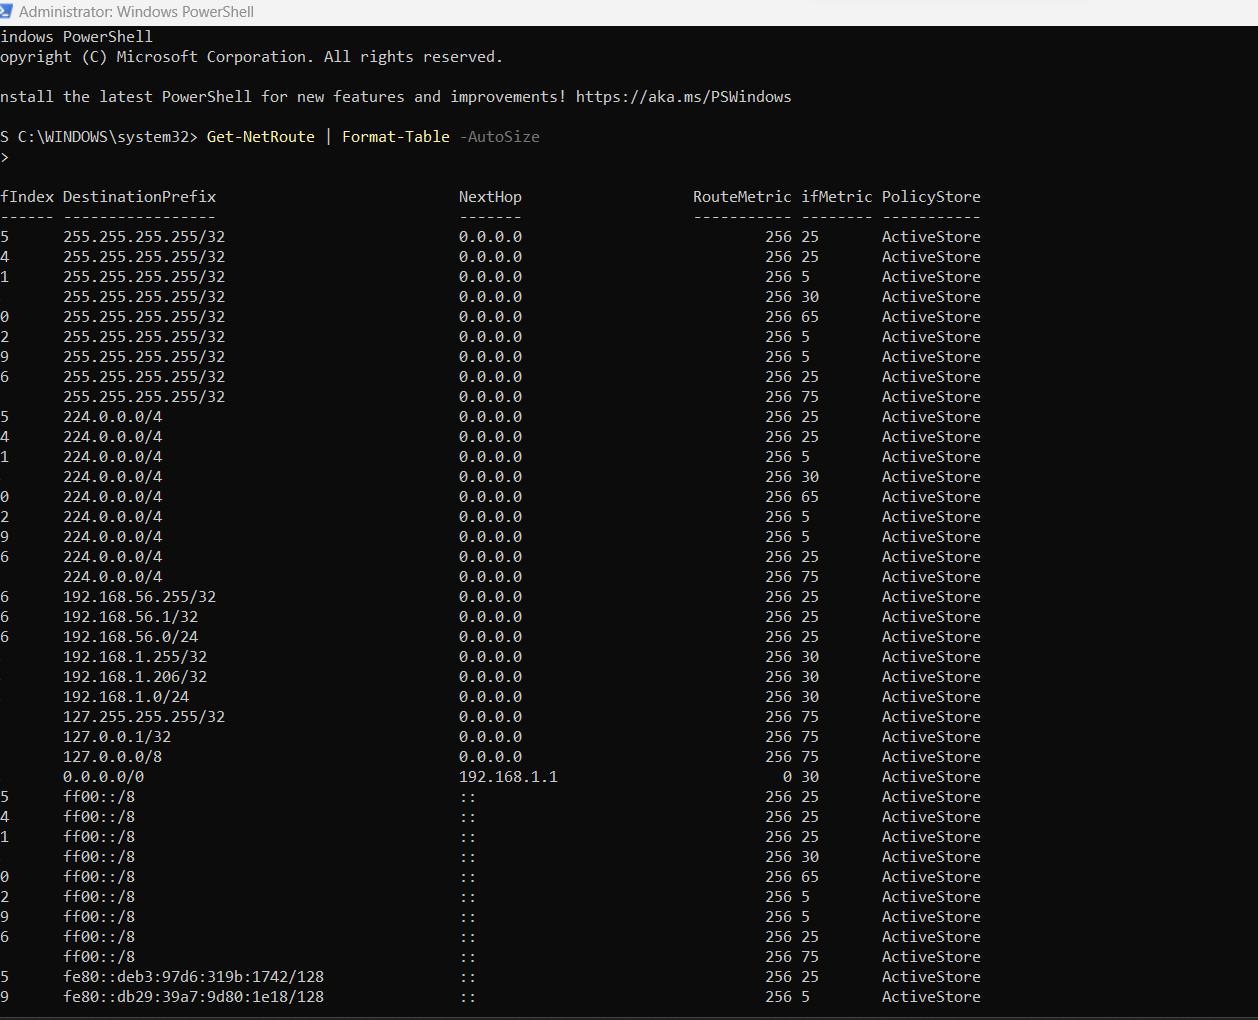 Administrator: Windows PowerShell
indows PowerShell
opyright (C) Microsoft Corporation. All rights reserved.
nstall the latest PowerShell for new features and improvements! https://aka.ms/PSWindows
S C:\WINDOWS\system32> Get-NetRoute | Format-Table -AutoSize
>
fIndex DestinationPrefix NextHop RouteMetric ifMetric PolicyStore
------ ----------------- ------- ----------- -------- -----------
5 255.255.255.255/32 0.0.0.0 256 25 ActiveStore
4 255.255.255.255/32 0.0.0.0 256 25 ActiveStore
1 255.255.255.255/32 0.0.0.0 256 5 ActiveStore
255.255.255.255/32 0.0.0.0 256 30 ActiveStore
0 255.255.255.255/32 0.0.0.0 256 65 ActiveStore
2 255.255.255.255/32 0.0.0.0 256 5 ActiveStore
9 255.255.255.255/32 0.0.0.0 256 5 ActiveStore
6 255.255.255.255/32 0.0.0.0 256 25 ActiveStore
255.255.255.255/32 0.0.0.0 256 75 ActiveStore
5 224.0.0.0/4 0.0.0.0 256 25 ActiveStore
4 224.0.0.0/4 0.0.0.0 256 25 ActiveStore
1 224.0.0.0/4 0.0.0.0 256 5 ActiveStore
224.0.0.0/4 0.0.0.0 256 30 ActiveStore
0 224.0.0.0/4 0.0.0.0 256 65 ActiveStore
2 224.0.0.0/4 0.0.0.0 256 5 ActiveStore
9 224.0.0.0/4 0.0.0.0 256 5 ActiveStore
6 224.0.0.0/4 0.0.0.0 256 25 ActiveStore
224.0.0.0/4 0.0.0.0 256 75 ActiveStore
6 192.168.56.255/32 0.0.0.0 256 25 ActiveStore
6 192.168.56.1/32 0.0.0.0 256 25 ActiveStore
6 192.168.56.0/24 0.0.0.0 256 25 ActiveStore
192.168.1.255/32 0.0.0.0 256 30 ActiveStore
192.168.1.206/32 0.0.0.0 256 30 ActiveStore
192.168.1.0/24 0.0.0.0 256 30 ActiveStore
127.255.255.255/32 0.0.0.0 256 75 ActiveStore
127.0.0.1/32 0.0.0.0 256 75 ActiveStore
127.0.0.0/8 0.0.0.0 256 75 ActiveStore
0.0.0.0/0 192.168.1.1 0 30 ActiveStore
5 ff00::/8 :: 256 25 ActiveStore
4 ff00::/8 :: 256 25 ActiveStore
1 ff00::/8 :: 256 25 ActiveStore
ff00::/8 :: 256 30 ActiveStore
0 ff00::/8 :: 256 65 ActiveStore
2 ff00::/8 :: 256 5 ActiveStore
9 ff00::/8 :: 256 5 ActiveStore
6 ff00::/8 :: 256 25 ActiveStore
ff00::/8 :: 256 75 ActiveStore
5 fe80::deb3:97d6:319b:1742/128 :: 256 25 ActiveStore
9 fe80::db29:39a7:9d80:1e18/128 :: 256 5 ActiveStore